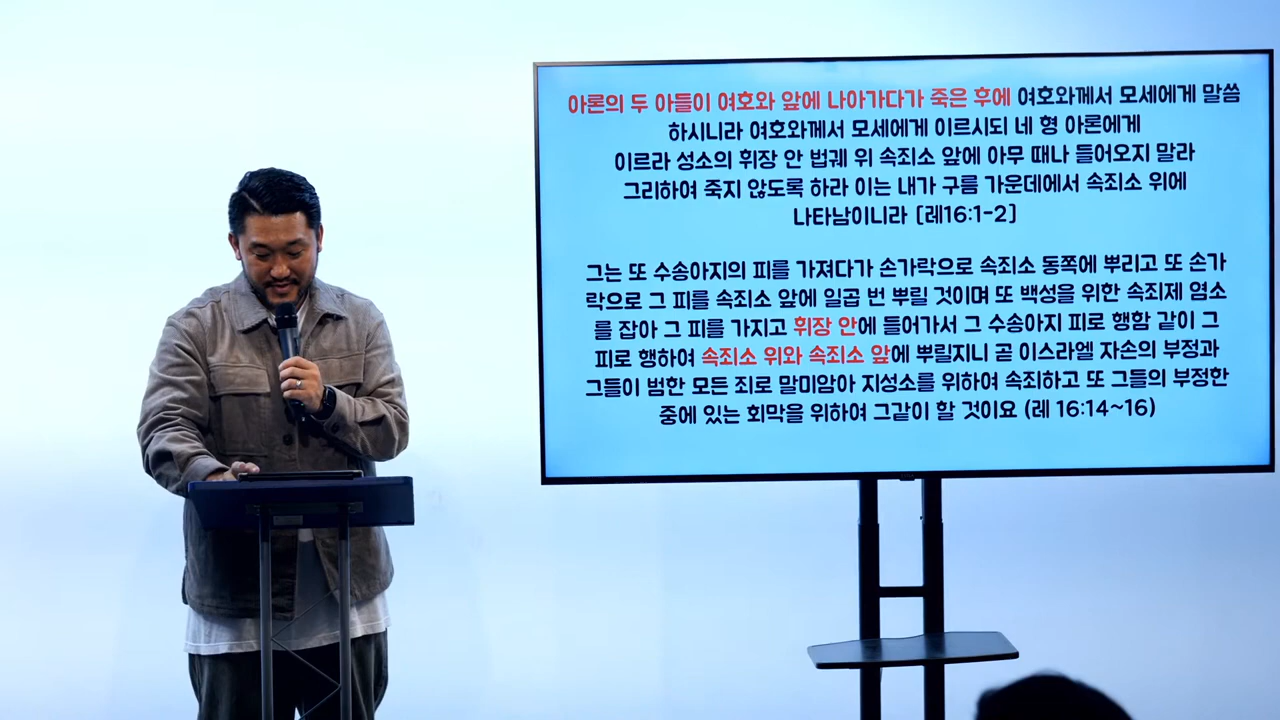 아론의 두 아들이 여호와 앞에 나아가다가 죽은 후에 여호와께서 모세에게 말씀
하시니라 여호와께서 모세에게 이르시되 네 형 아론에게
이르라 성소의 휘장 안 법궤 위 속죄소 앞에 아무 때나 들어오지 말라
그리하여 죽지 않도록 하라 이는 내가 구름 가운데에서 속죄소 위에
나타남이니라 [레16:1-2]
그는 또 수송아지의 피를 가져다가 손가락으로 속죄소 동쪽에 뿌리고 또 손가
락으로 그 피를 속죄소 앞에 일곱 번 뿌릴 것이며 또 백성을 위한 속죄제 염소
를 잡아 그 피를 가지고 휘장 안에 들어가서 그 수송아지 피로 행함 같이 그
피로 행하여 속죄소 위와 속죄소 앞에 뿌릴지니 곧 이스라엘 자손의 부정과
그들이 범한 모든 죄로 말미암아 지성소를 위하여 속죄하고 또 그들의 부정한
중에 있는 회막을 위하여 그같이 할 것이요 (레 16:14~16)